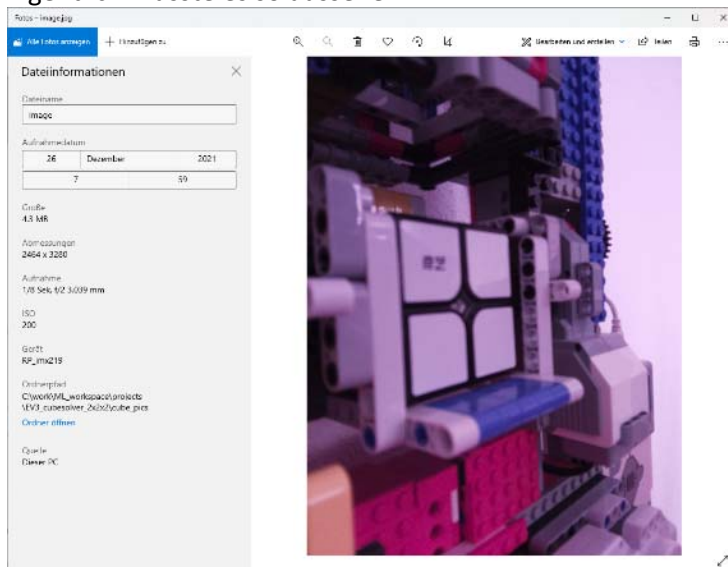 Fotos - image.jpg
Alle Fotos anzeigen
Hinzufügen zu
Bearbeiten und erstellen
Teilen
Dateiinformationen
Dateiname
image
Aufnahmedatum
26 Dezember 2021
7 59
Größe
4.3 MB
Abmessungen
2464 x 3280
Aufnahme
1/8 Sek. f/2 3.039 mm
ISO
200
Gerät
RP_imx219
Ordnerpfad
C:\work\ML_workspace\projects
\EV3_cubesolver_2x2x2\cube_pics
Ordner öffnen
Quelle
Dieser PC